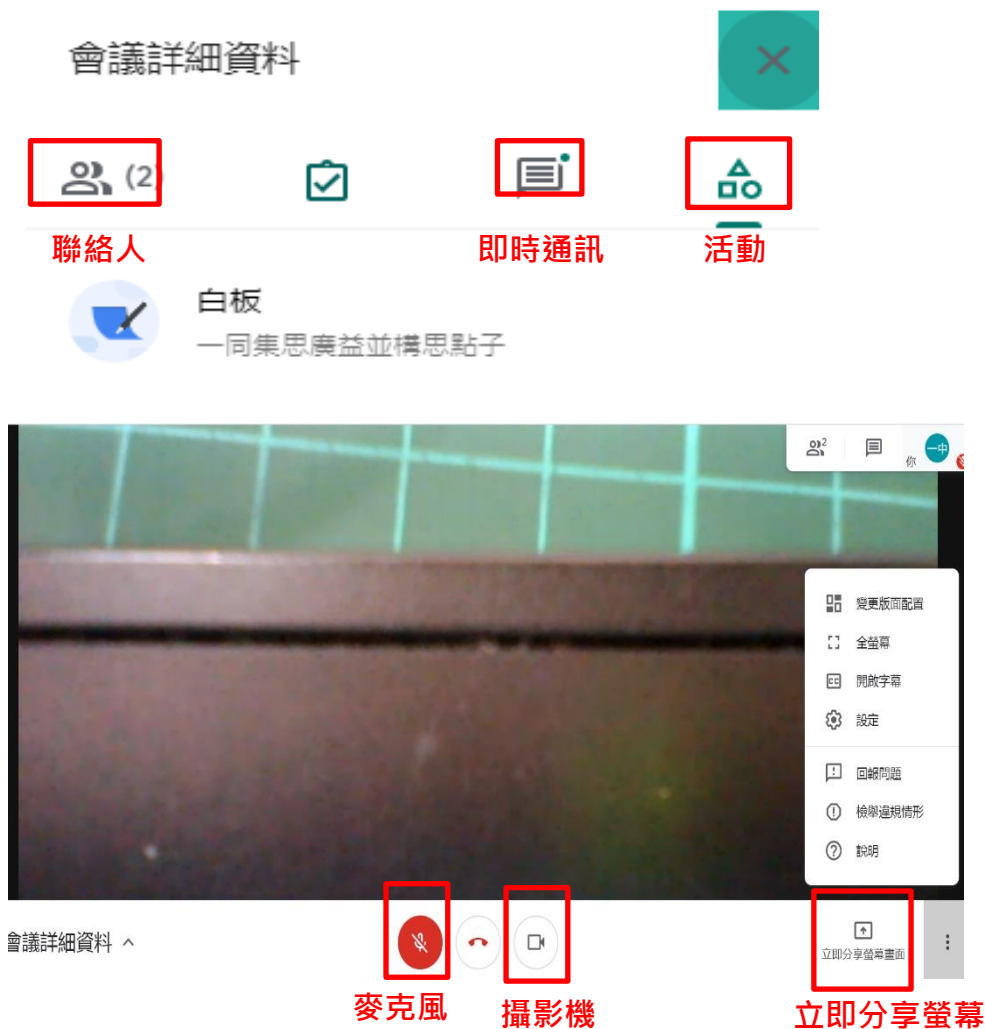 會議詳細資料
(2)
聯絡人
即時通訊
活動
白板
一同集思廣益並構思點子
2
你
一中
變更版面配置
全螢幕
CC
開啟字幕
設定
回報問題
檢舉違規情形
說明
會議詳細資料
立即分享螢幕畫面
麥克風
攝影機
立即分享螢幕